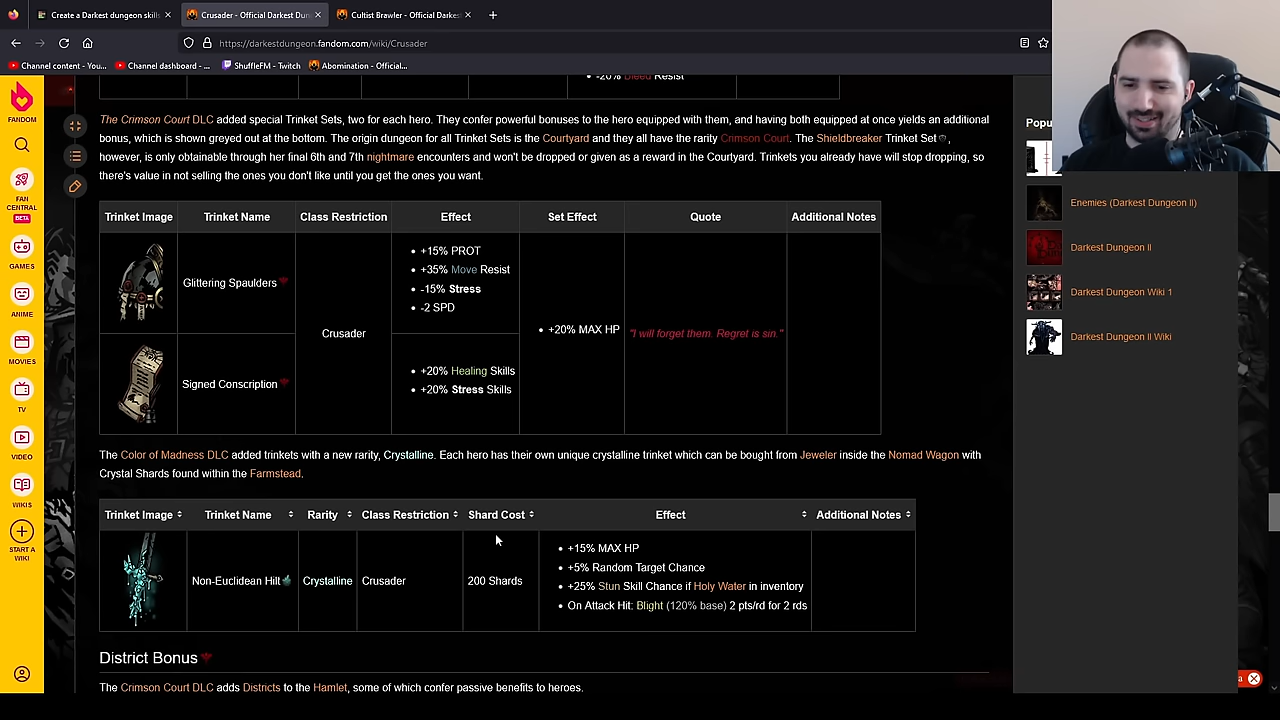 Create a Darkest dungeon skills
Crusader - Official Darkest Dun
Cultist Brawler - Official Darkes
https://darkestdungeon.fandom.com/wiki/Crusader
Channel content - You...
Channel dashboard - ...
ShuffleFM - Twitch
Abomination - Official...
FANDOM
FAN CENTRAL
BETA
GAMES
ANIME
MOVIES
TV
VIDEO
WIKIS
START A WIKI
-20% Bleed Resist
The Crimson Court DLC added special Trinket Sets, two for each hero. They confer powerful bonuses to the hero equipped with them, and having both equipped at once yields an additional
bonus, which is shown greyed out at the bottom. The origin dungeon for all Trinket Sets is the Courtyard and they all have the rarity Crimson Court. The Shieldbreaker Trinket Set,
however, is only obtainable through her final 6th and 7th nightmare encounters and won't be dropped or given as a reward in the Courtyard. Trinkets you already have will stop dropping, so
there's value in not selling the ones you don't like until you get the ones you want.
Trinket Image Trinket Name Class Restriction Effect Set Effect Quote Additional Notes
Glittering Spaulders
Crusader
• +15% PROT
• +35% Move Resist
• -15% Stress
• -2 SPD
• +20% MAX HP
"I will forget them. Regret is sin."
Signed Conscription
• +20% Healing Skills
• +20% Stress Skills
The Color of Madness DLC added trinkets with a new rarity, Crystalline. Each hero has their own unique crystalline trinket which can be bought from Jeweler inside the Nomad Wagon with
Crystal Shards found within the Farmstead.
Trinket Image Trinket Name Rarity Class Restriction Shard Cost Effect Additional Notes
Non-Euclidean Hilt Crystalline Crusader 200 Shards
• +15% MAX HP
• +5% Random Target Chance
• +25% Stun Skill Chance if Holy Water in inventory
• On Attack Hit: Blight (120% base) 2 pts/rd for 2 rds
District Bonus
The Crimson Court DLC adds Districts to the Hamlet, some of which confer passive benefits to heroes.
Popu
Enemies (Darkest Dungeon II)
Darkest Dungeon II
Darkest Dungeon Wiki 1
Darkest Dungeon II Wiki